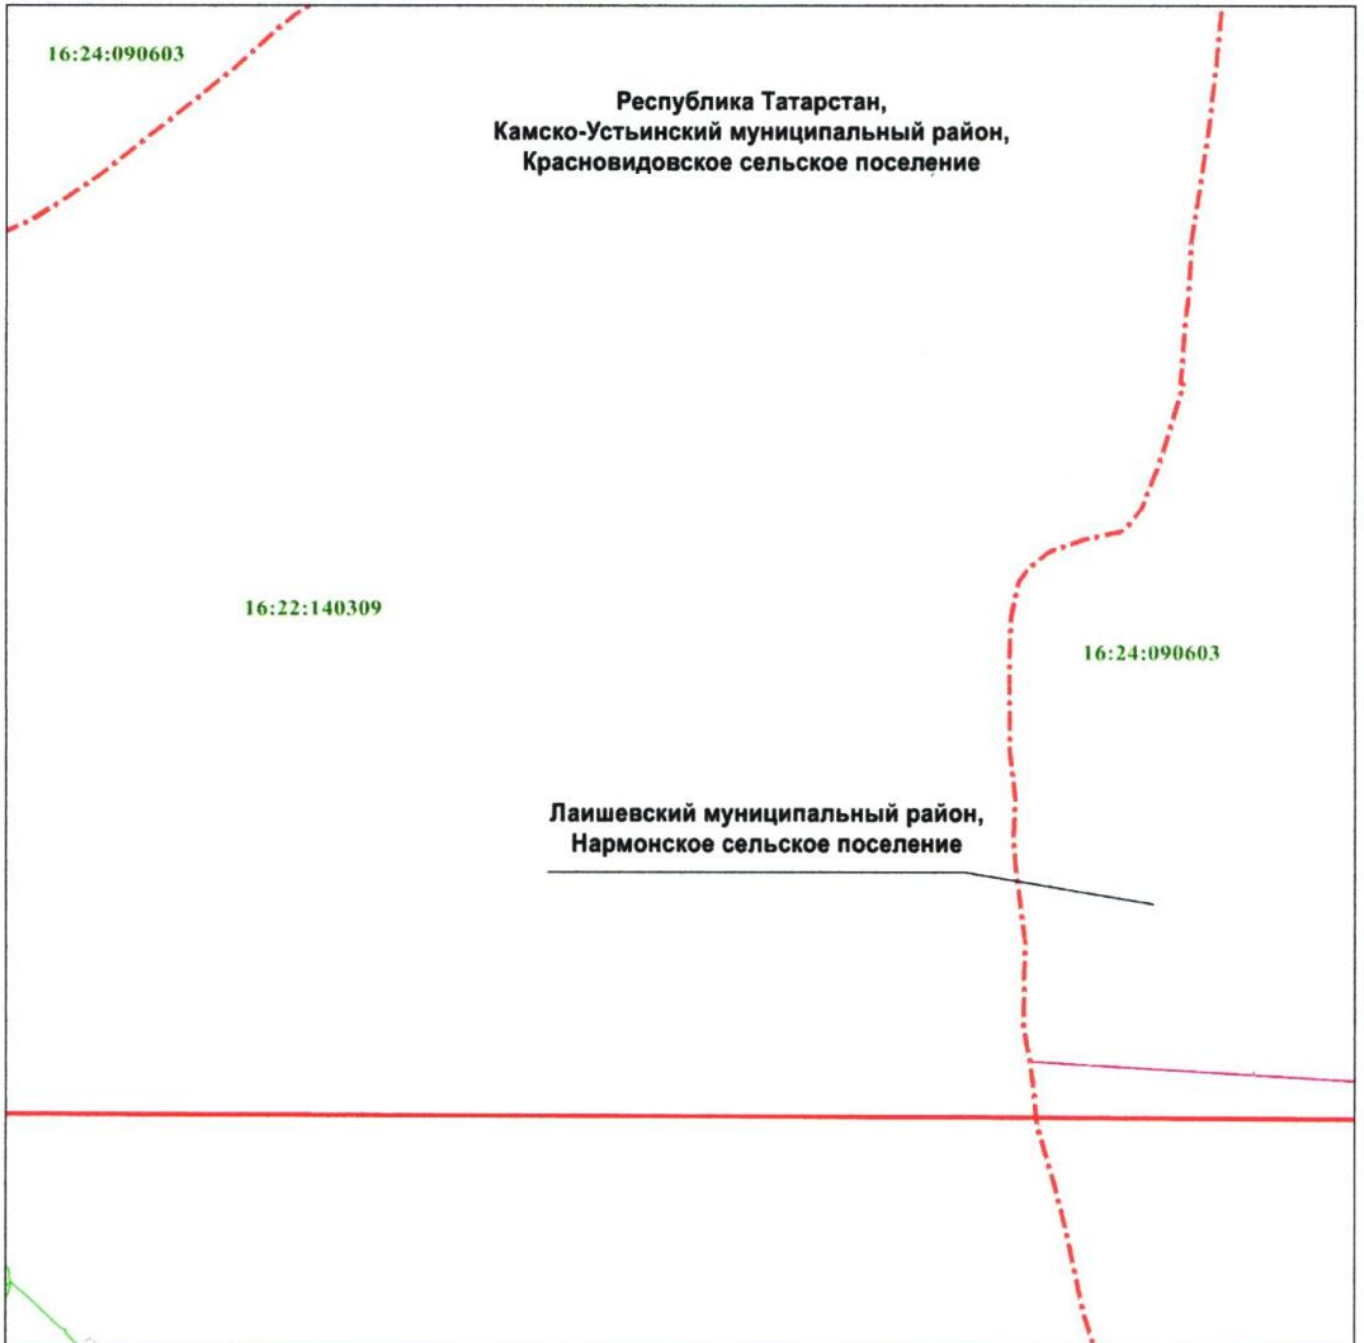 16:24:090603
Республика Татарстан,
Камско-Устьинский муниципальный район,
Красновидовское сельское поселение
16:22:140309
16:24:090603
Лаишевский муниципальный район,
Нармонское сельское поселение